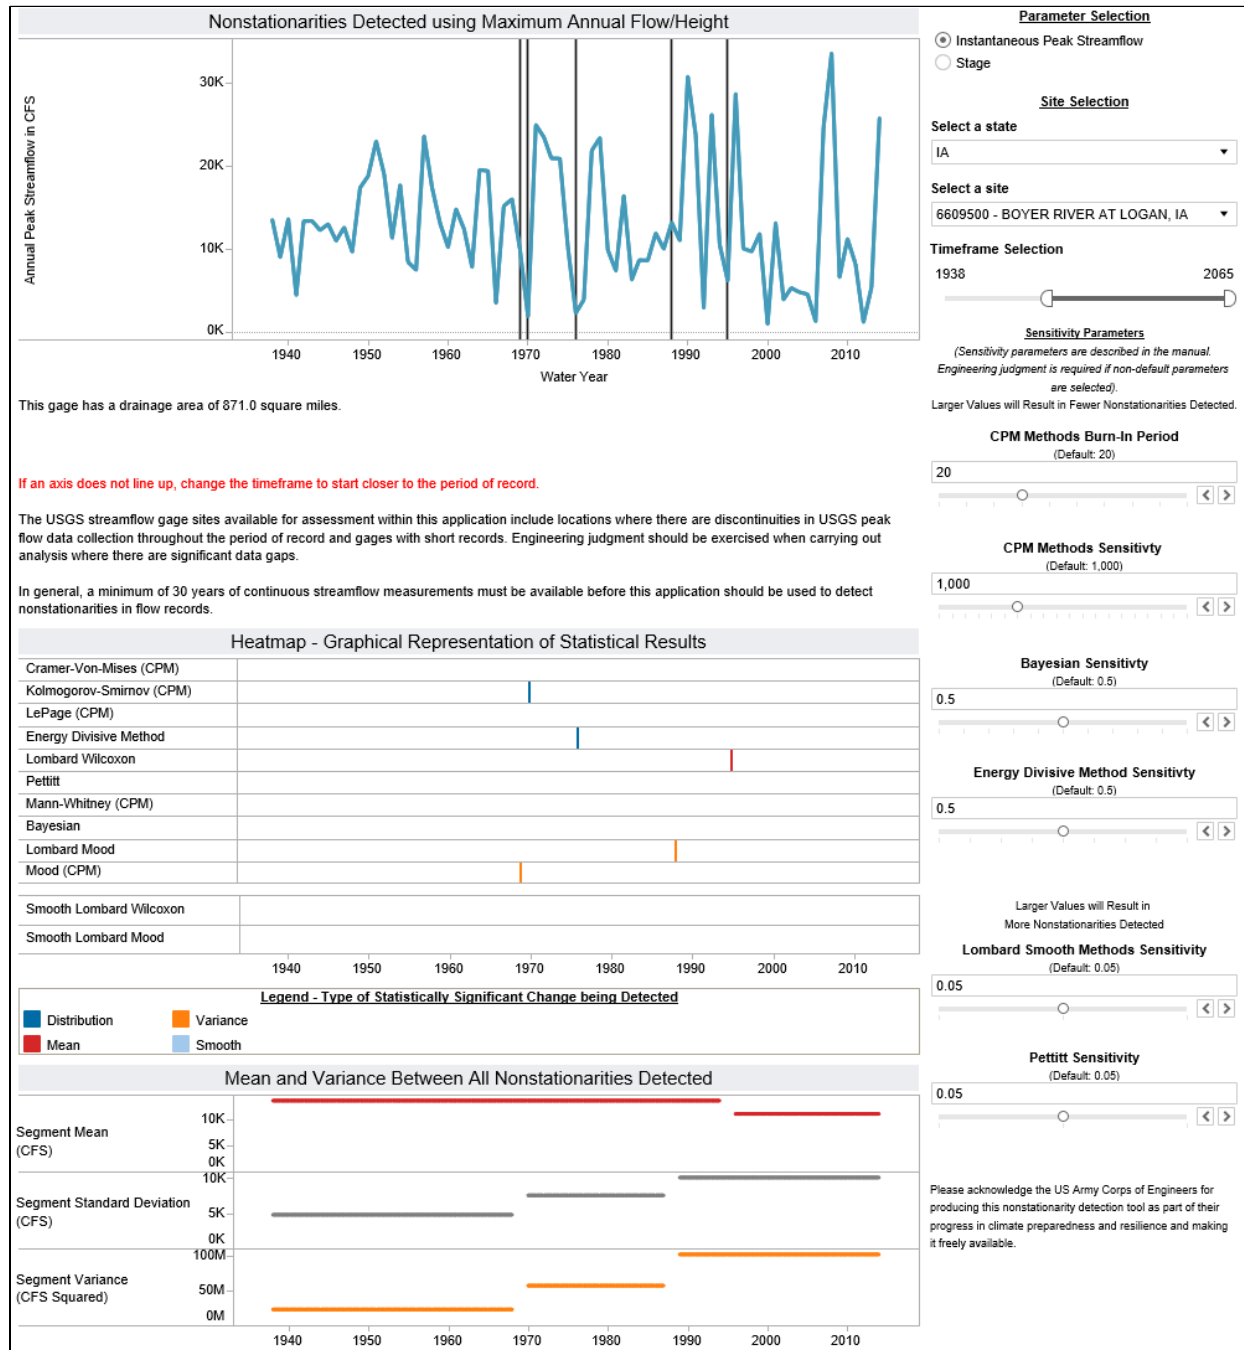 Nonstationarities Detected using Maximum Annual Flow/Height
Annual Peak Streamflow in CFS
30K
20K
10K
0K
1940 1950 1960 1970 1980 1990 2000 2010
Water Year
This gage has a drainage area of 871.0 square miles.
If an axis does not line up, change the timeframe to start closer to the period of record.
The USGS streamflow gage sites available for assessment within this application include locations where there are discontinuities in USGS peak
flow data collection throughout the period of record and gages with short records. Engineering judgment should be exercised when carrying out
analysis where there are significant data gaps.
In general, a minimum of 30 years of continuous streamflow measurements must be available before this application should be used to detect
nonstationarities in flow records.
Heatmap - Graphical Representation of Statistical Results
Cramer-Von-Mises (CPM)
Kolmogorov-Smirnov (CPM)
LePage (CPM)
Energy Divisive Method
Lombard Wilcoxon
Pettitt
Mann-Whitney (CPM)
Bayesian
Lombard Mood
Mood (CPM)
Smooth Lombard Wilcoxon
Smooth Lombard Mood
1940 1950 1960 1970 1980 1990 2000 2010
Legend - Type of Statistically Significant Change being Detected
Distribution Variance
Mean Smooth
Mean and Variance Between All Nonstationarities Detected
Segment Mean
(CFS)
10K
5K
0K
Segment Standard Deviation
(CFS)
10K
5K
0K
Segment Variance
(CFS Squared)
100M
50M
0M
1940 1950 1960 1970 1980 1990 2000 2010
Parameter Selection
Instantaneous Peak Streamflow
Stage
Site Selection
Select a state
IA
Select a site
6609500 - BOYER RIVER AT LOGAN, IA
Timeframe Selection
1938 2065
Sensitivity Parameters
(Sensitivity parameters are described in the manual.
Engineering judgment is required if non-default parameters
are selected).
Larger Values will Result in Fewer Nonstationarities Detected.
CPM Methods Burn-In Period
(Default: 20)
20
CPM Methods Sensitivty
(Default: 1,000)
1,000
Bayesian Sensitivty
(Default: 0.5)
0.5
Energy Divisive Method Sensitivty
(Default: 0.5)
0.5
Larger Values will Result in
More Nonstationarities Detected
Lombard Smooth Methods Sensitivity
(Default: 0.05)
0.05
Pettitt Sensitivity
(Default: 0.05)
0.05
Please acknowledge the US Army Corps of Engineers for
producing this nonstationarity detection tool as part of their
progress in climate preparedness and resilience and making
it freely available.